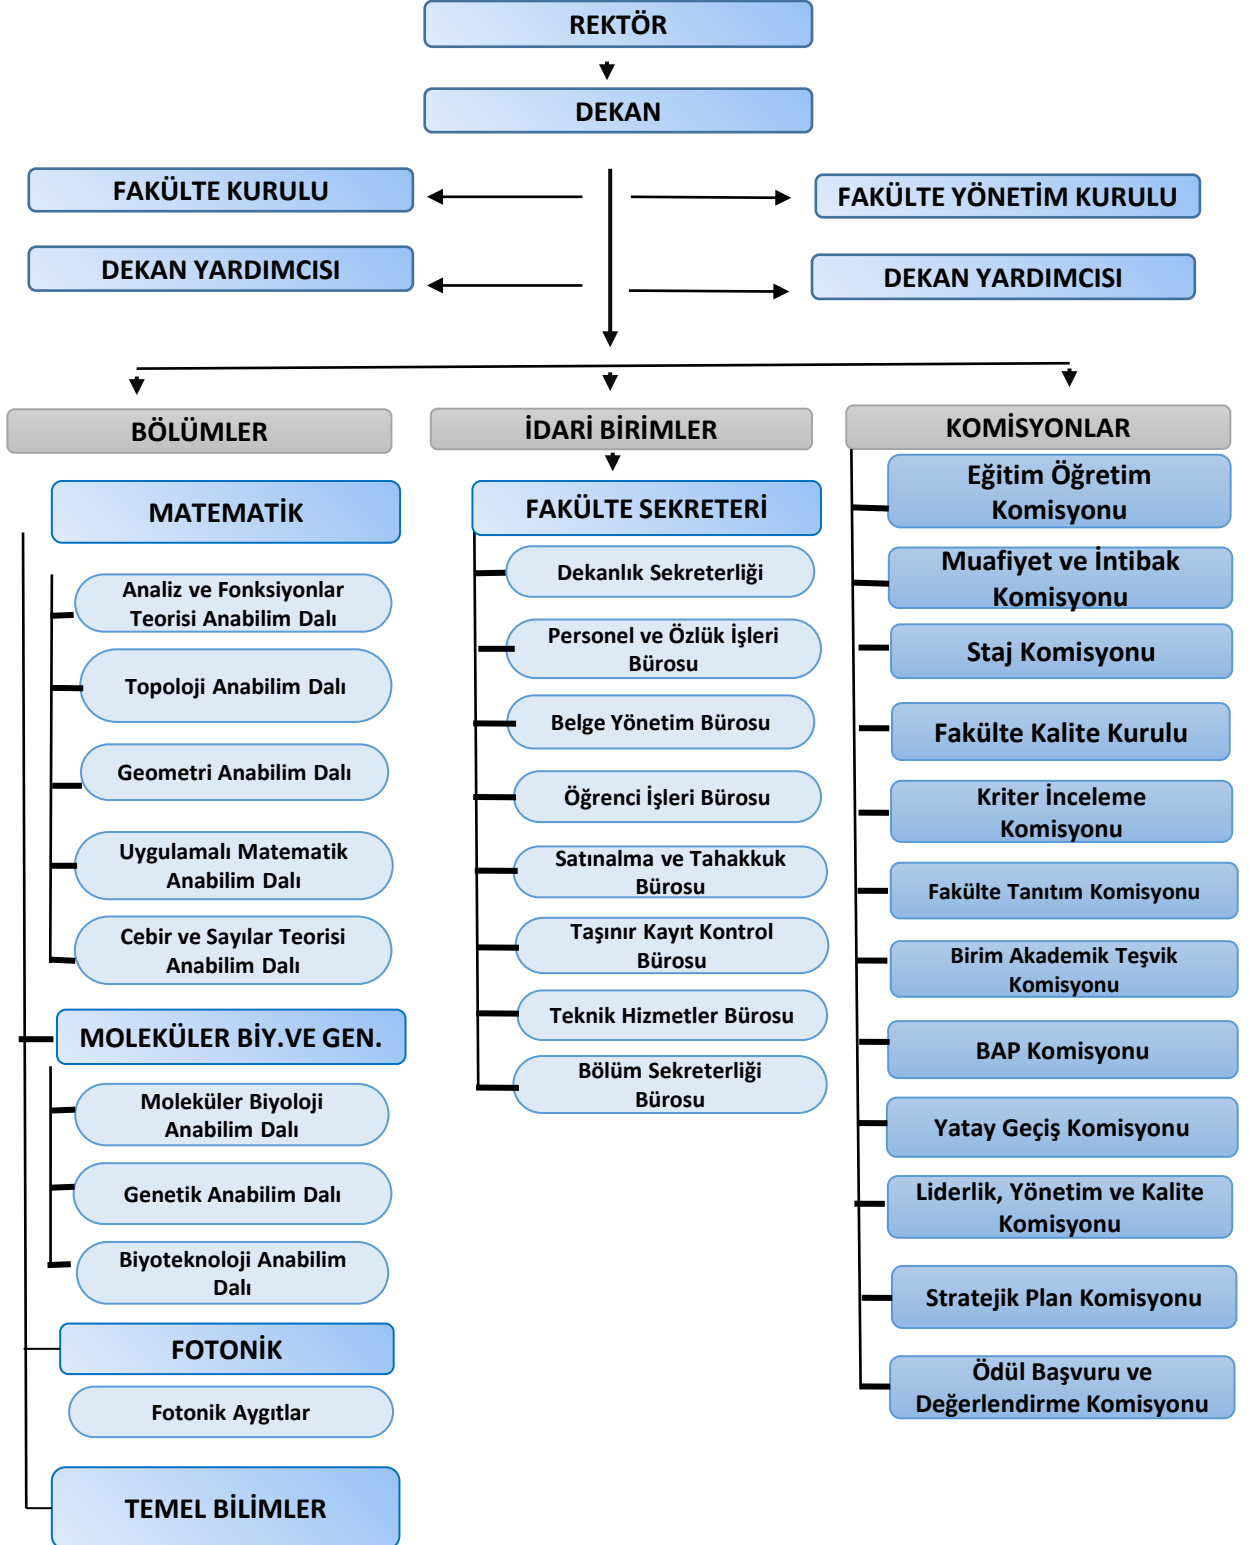 REKTÖR
DEKAN
FAKÜLTE KURULU
FAKÜLTE YÖNETİM KURULU
DEKAN YARDIMCISI
DEKAN YARDIMCISI
BÖLÜMLER
MATEMATİK
Analiz ve Fonksiyonlar
Teorisi Anabilim Dalı
Topoloji Anabilim Dalı
Geometri Anabilim Dalı
Uygulamalı Matematik
Anabilim Dalı
Cebir ve Sayılar Teorisi
Anabilim Dalı
MOLEKÜLER BİY.VE GEN.
Moleküler Biyoloji
Anabilim Dalı
Genetik Anabilim Dalı
Biyoteknoloji Anabilim
Dalı
FOTONİK
Fotonik Aygıtlar
TEMEL BİLİMLER
İDARİ BİRİMLER
FAKÜLTE SEKRETERİ
Dekanlık Sekreterliği
Personel ve Özlük İşleri
Bürosu
Belge Yönetim Bürosu
Öğrenci İşleri Bürosu
Satınalma ve Tahakkuk
Bürosu
Taşınır Kayıt Kontrol
Bürosu
Teknik Hizmetler Bürosu
Bölüm Sekreterliği
Bürosu
KOMİSYONLAR
Eğitim Öğretim
Komisyonu
Muafiyet ve İntibak
Komisyonu
Staj Komisyonu
Fakülte Kalite Kurulu
Kriter İnceleme
Komisyonu
Fakülte Tanıtım Komisyonu
Birim Akademik Teşvik
Komisyonu
BAP Komisyonu
Yatay Geçiş Komisyonu
Liderlik, Yönetim ve Kalite
Komisyonu
Stratejik Plan Komisyonu
Ödül Başvuru ve
Değerlendirme Komisyonu